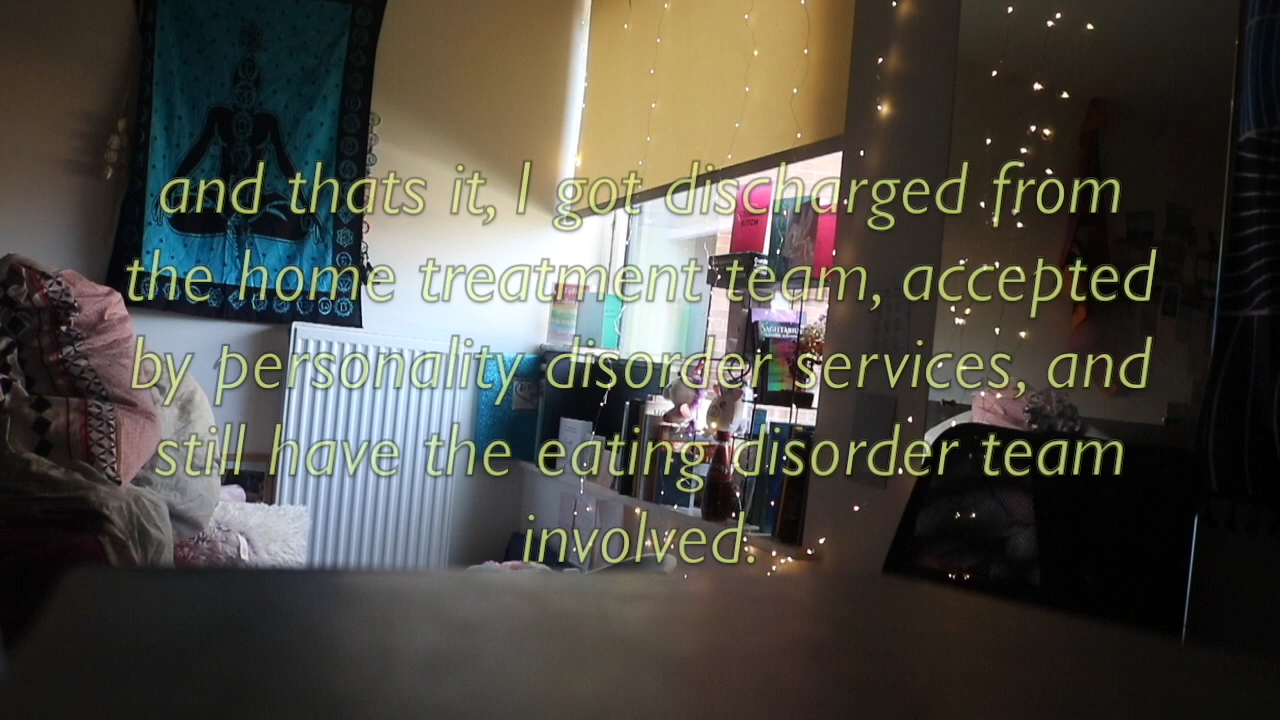 and thats it, I got discharged from
the home treatment team, accepted
by personality disorder services, and
still have the eating disorder team
involved.
SAGITTARIUS